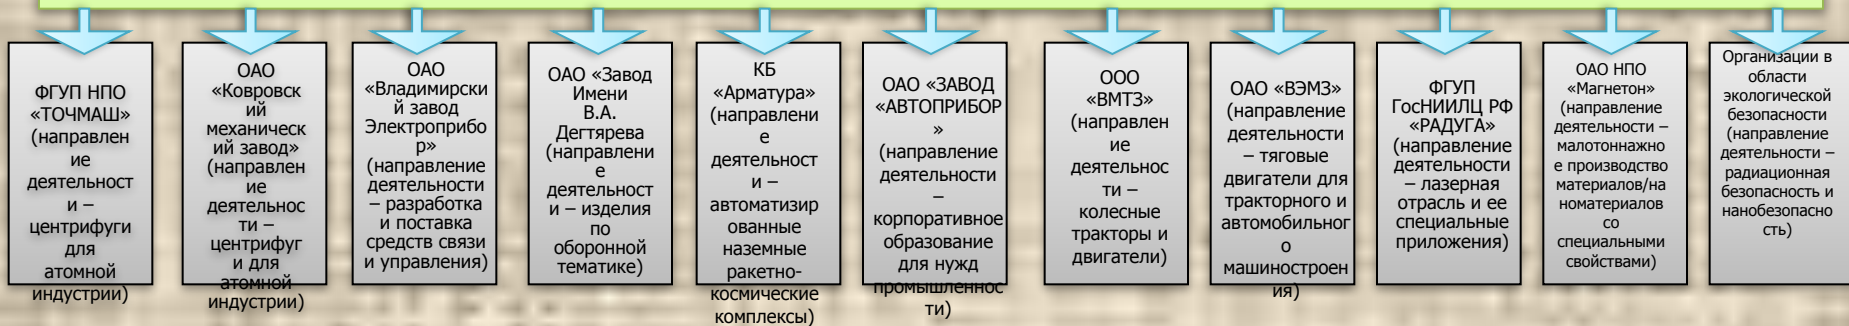 ФГУП НПО
«ТОЧМАШ»
(направлен
ие
деятельност
и –
центрифуги
для
атомной
индустрии)
ОАО
«Ковровск
ий
механическ
ий завод»
(направлен
ие
деятельнос
ти –
центрифуг
и для
атомной
индустрии)
ОАО
«Владимирски
й завод
Электроприбо
р»
(направление
деятельности
– разработка
и поставка
средств связи
и управления)
ОАО «Завод
Имени
В.А.
Дегтярева
(направлени
е
деятельност
и – изделия
по
оборонной
тематике)
КБ
«Арматура»
(направлени
е
деятельност
и –
автоматизир
ованные
наземные
ракетно-
космические
комплексы)
ОАО «ЗАВОД
«АВТОПРИБОР
»
(направление
деятельности
–
корпоративное
образование
для нужд
промышленнос
ти)
ООО
«ВМТЗ»
(направлен
ие
деятельнос
ти –
колесные
тракторы и
двигатели)
ОАО «ВЭМЗ»
(направление
деятельности
– тяговые
двигатели для
тракторного и
автомобильног
о
машиностроен
ия)
ФГУП
ГосНИИЛЦ РФ
«РАДУГА»
(направление
деятельности
– лазерная
отрасль и ее
специальные
приложения)
ОАО НПО
«Магнетон»
(направление
деятельности –
малотоннажно
е производство
материалов/на
номатериалов
со
специальными
свойствами)
Организации в
области
экологической
безопасности
(направление
деятельности –
радиационная
безопасность и
нанобезопасно
сть)